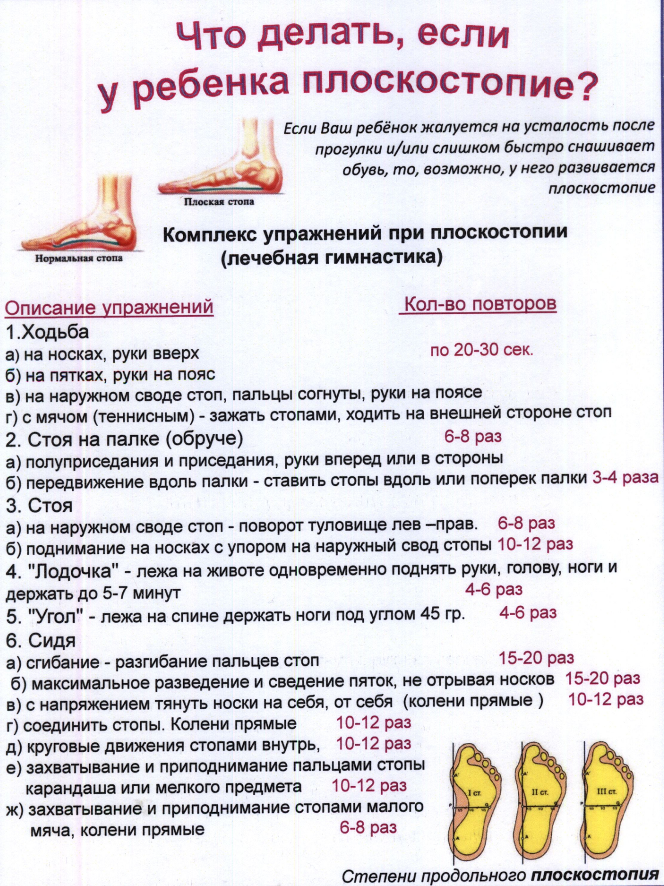 Что делать, если
у ребенка плоскостопие?
Если Ваш ребёнок жалуется на усталость после
прогулки и/или слишком быстро снашивает
обувь, то, возможно, у него развивается
плоскостопие
Плоская стопа
Нормальная стопа
Комплекс упражнений при плоскостопии
(лечебная гимнастика)
Описание упражнений Кол-во повторов
1.Ходьба
а) на носках, руки вверх по 20-30 сек.
б) на пятках, руки на пояс
в) на наружном своде стоп, пальцы согнуты, руки на поясе
г) с мячом (теннисным) - зажать стопами, ходить на внешней стороне стоп
2. Стоя на палке (обруче) 6-8 раз
а) полуприседания и приседания, руки вперед или в стороны
б) передвижение вдоль палки - ставить стопы вдоль или поперек палки 3-4 раза
3. Стоя
а) на наружном своде стоп - поворот туловище лев –прав. 6-8 раз
б) поднимание на носках с упором на наружный свод стопы 10-12 раз
4. "Лодочка" - лежа на животе одновременно поднять руки, голову, ноги и
держать до 5-7 минут 4-6 раз
5. "Угол" - лежа на спине держать ноги под углом 45 гр. 4-6 раз
6. Сидя
а) сгибание - разгибание пальцев стоп 15-20 раз
б) максимальное разведение и сведение пяток, не отрывая носков 15-20 раз
в) с напряжением тянуть носки на себя, от себя (колени прямые ) 10-12 раз
г) соединить стопы. Колени прямые 10-12 раз
д) круговые движения стопами внутрь, 10-12 раз
е) захватывание и приподнимание пальцами стопы
карандаша или мелкого предмета 10-12 раз
ж) захватывание и приподнимание стопами малого
мяча, колени прямые 6-8 раз
I ст. II ст. III ст.
Степени продольного плоскостопия